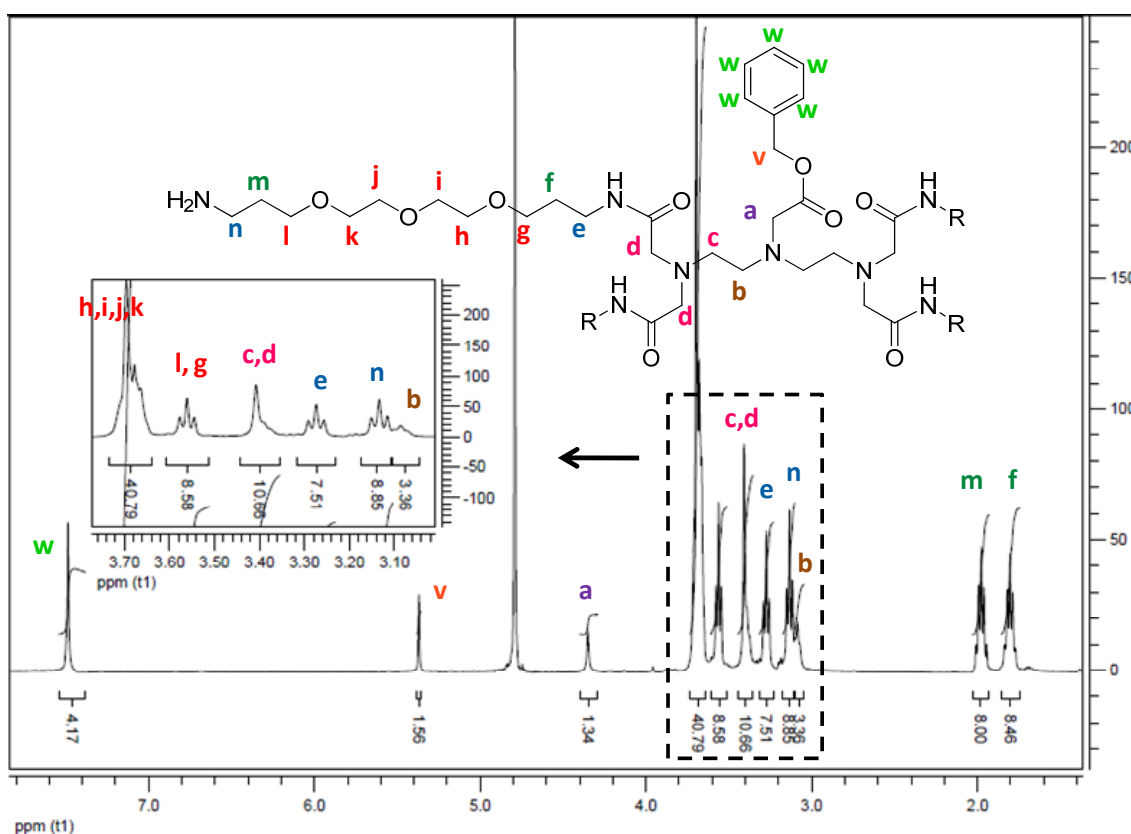 w
w w
w w
v
O
O
a
m j i f
H2N O O O N H O
n l k h g e
d c
N N N
b
d
R N H O
O N H R
O N H R
h,i,j,k
l, g
c,d
e
n
b
200
150
100
50
0
-50
-100
40.79 8.58 10.66 7.51 8.85 3.36
3.70 3.60 3.50 3.40 3.30 3.20 3.10
ppm (t1)
w
v
a
c,d
e
n
b
m
f
200
150
100
50
0
4.17 1.56 1.34 40.79 8.58 10.66 7.51 8.85 3.36 8.00 8.46
7.0 6.0 5.0 4.0 3.0 2.0
ppm (t1)